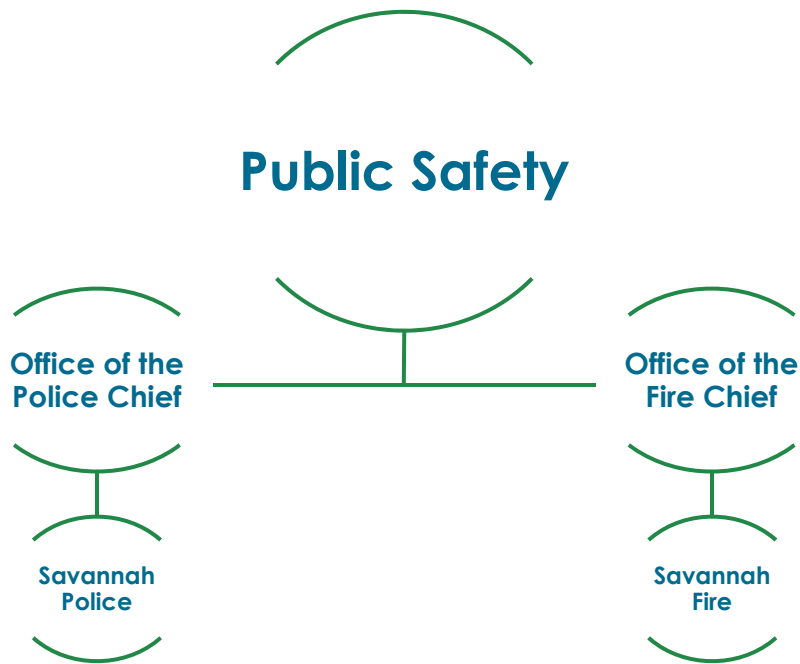 Public Safety
Office of the
Police Chief
Office of the
Fire Chief
Savannah
Police
Savannah
Fire